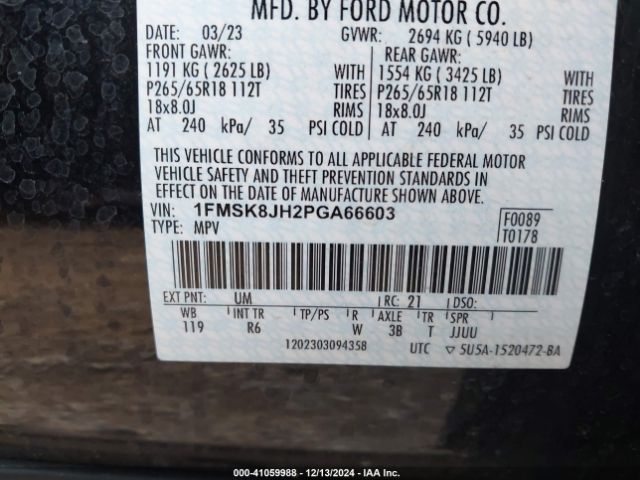 MFD. BY FORD MOTOR CO.
DATE: 03/23 GVWR: 2694 KG (5940 LB)
FRONT GAWR: REAR GAWR:
1191 KG (2625 LB) WITH 1554 KG (3425 LB) WITH
P265/65R18 112T TIRES P265/65R18 112T TIRES
18x8.0J RIMS 18x8.0J RIMS
AT 240 kPa/ 35 PSI COLD AT 240 kPa/ 35 PSI COLD
THIS VEHICLE CONFORMS TO ALL APPLICABLE FEDERAL MOTOR
VEHICLE SAFETY AND THEFT PREVENTION STANDARDS IN
EFFECT ON THE DATE OF MANUFACTURE SHOWN ABOVE.
VIN: 1FMSK8JH2PGA66603 F0089
TYPE: MPV T0178
EXT PNT: UM RC: 21 DSO:
WB INT TR TP/PS R AXLE TR SPR
119 R6 W 3B T JJUU
1202303094358 UTC ▽ 5U5A-1520472-BA
000-41059988 - 12/13/2024 - IAA Inc.